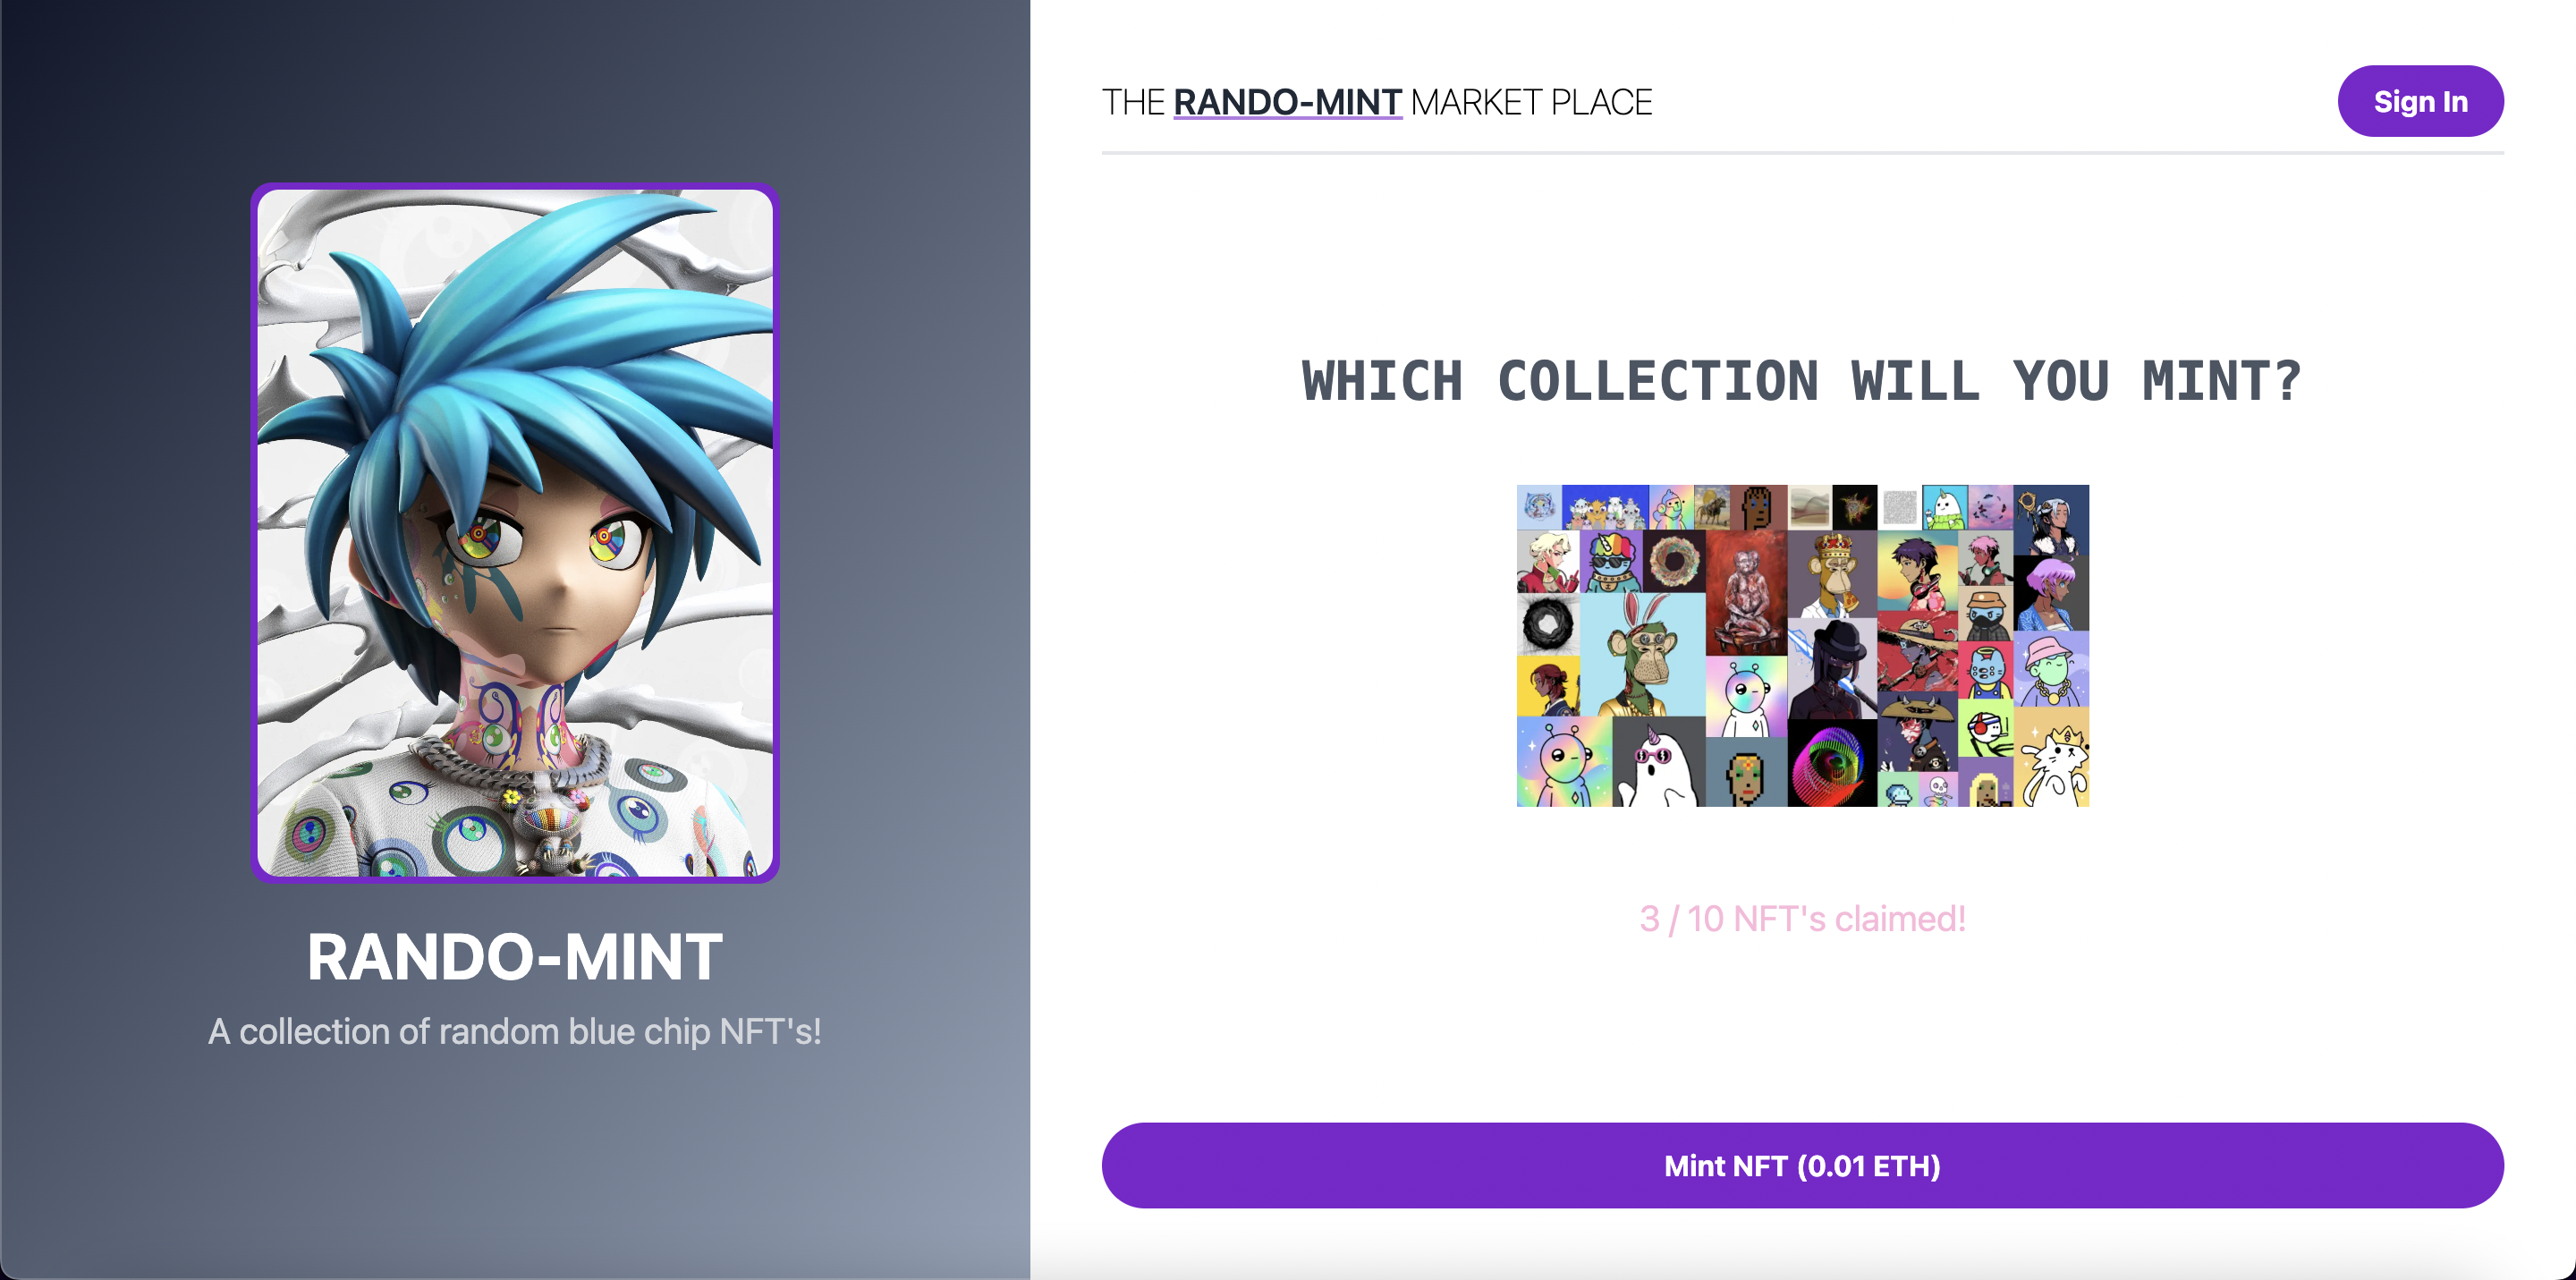 RANDO-MINT
A collection of random blue chip NFT's!
THE RANDO-MINT MARKET PLACE
Sign In
WHICH COLLECTION WILL YOU MINT?
3 / 10 NFT's claimed!
Mint NFT (0.01 ETH)